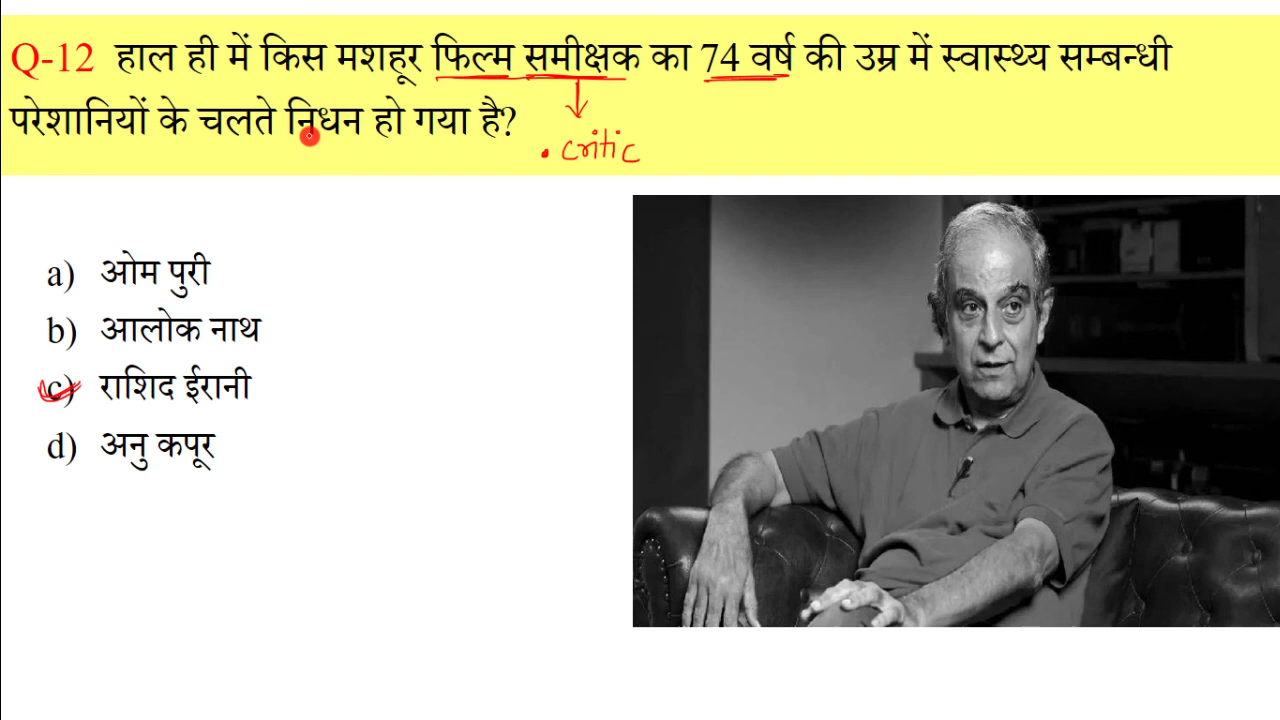 Q-12 हाल ही में किस मशहूर फिल्म समीक्षक का 74 वर्ष की उम्र में स्वास्थ्य सम्बन्धी
परेशानियों के चलते निधन हो गया है?
. critic
a) ओम पुरी
b) आलोक नाथ
c) राशिद ईरानी
d) अनु कपूर